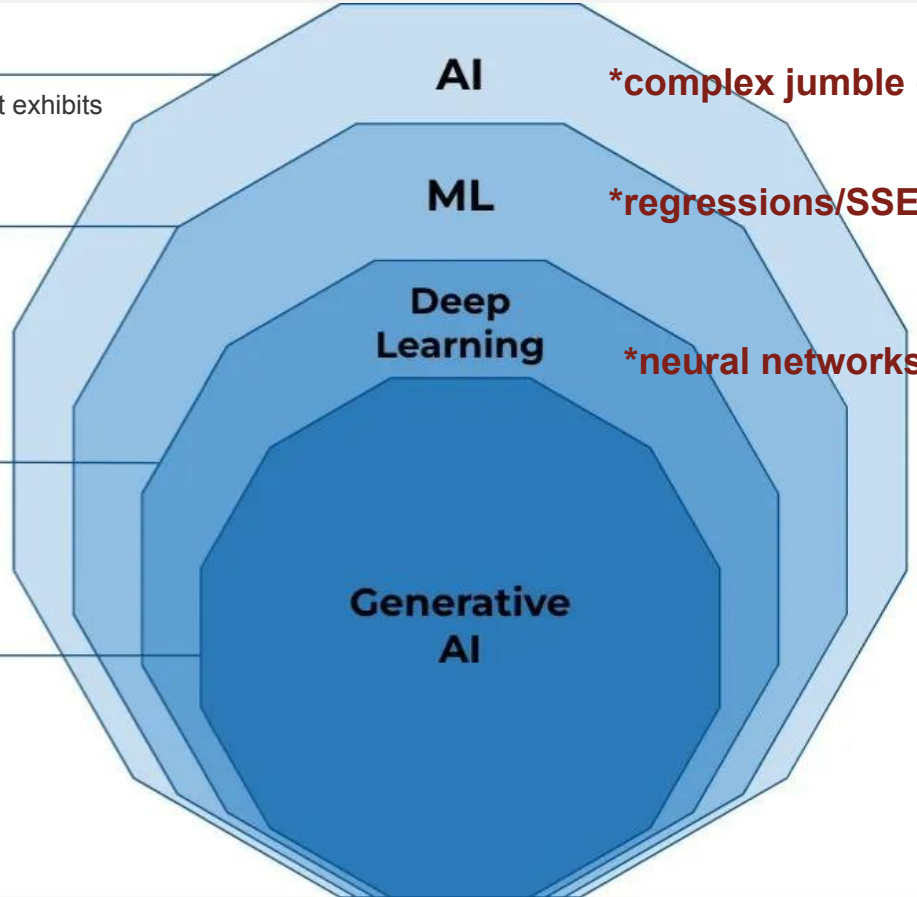 AI
*complex jumble
t exhibits
ML
*regressions/SSE
Deep
Learning
*neural networks
Generative
AI